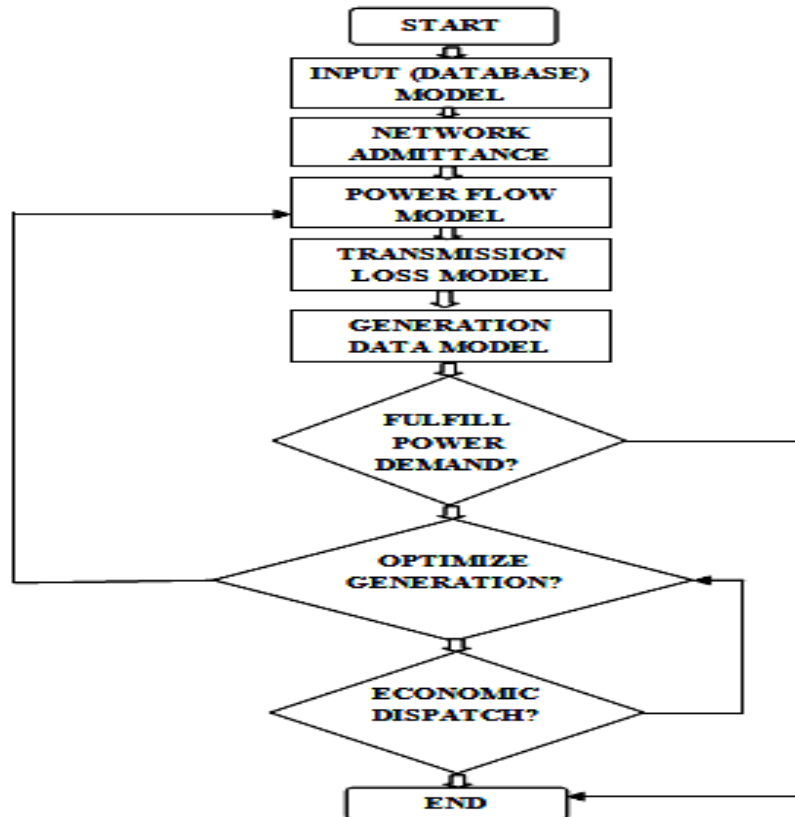 START
INPUT (DATABASE)
MODEL
NETWORK
ADMITTANCE
POWER FLOW
MODEL
TRANSMISSION
LOSS MODEL
GENERATION
DATA MODEL
FULFILL
POWER
DEMAND?
OPTIMIZE
GENERATION?
ECONOMIC
DISPATCH?
END